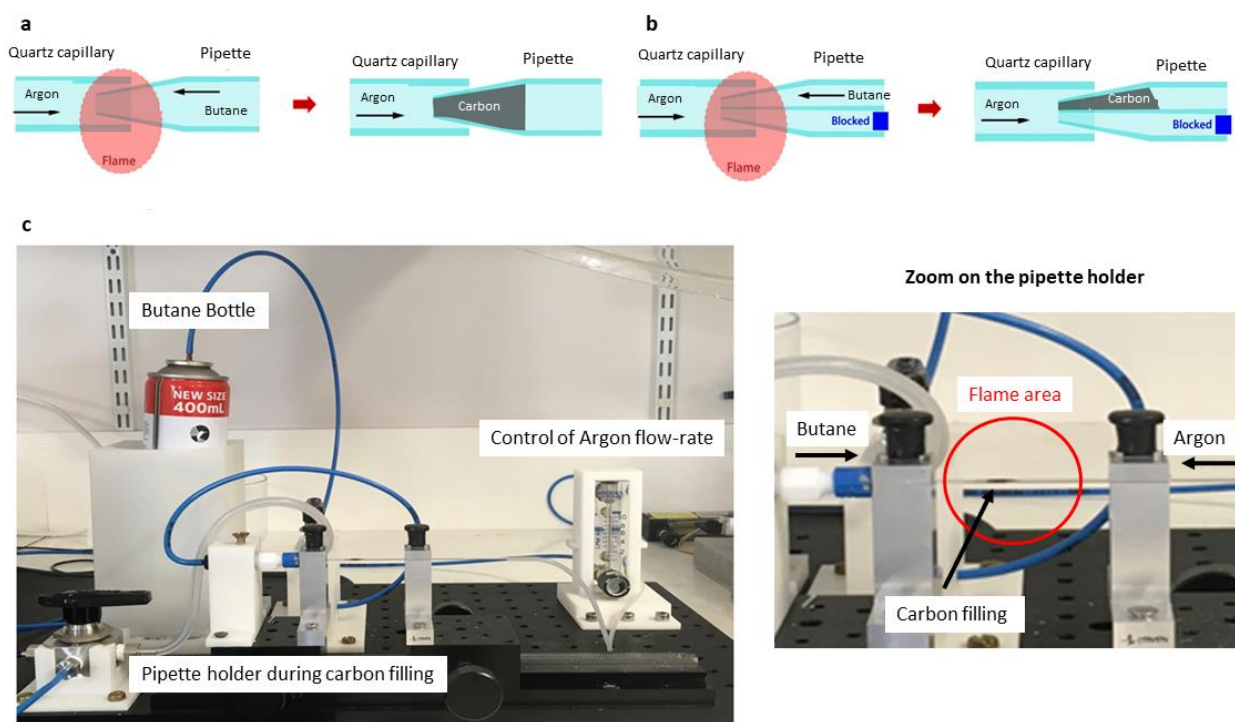 a
Quartz capillary
Pipette
Argon
Butane
Flame
Quartz capillary
Pipette
Argon
Carbon
b
Quartz capillary
Pipette
Argon
Butane
Blocked
Flame
Quartz capillary
Pipette
Argon
Carbon
Blocked
c
Butane Bottle
NEW SIZE
400mL
Control of Argon flow-rate
Pipette holder during carbon filling
Zoom on the pipette holder
Flame area
Butane
Argon
Carbon filling